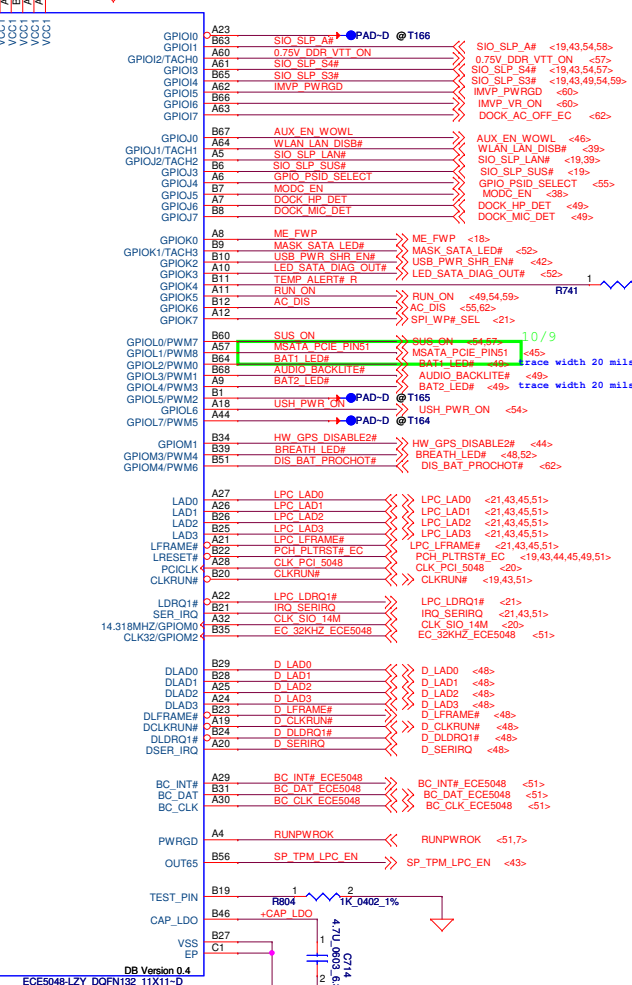 VCC1 VCC1 VCC1 VCC1 VCC1
GPIOI0 A23 PAD~D @T166
GPIOI1 B63 SIO_SLP_A# SIO_SLP_A# <19,43,54,58>
GPIOI2/TACH0 A60 0.75V_DDR_VTT_ON 0.75V_DDR_VTT_ON <57>
GPIOI3 A61 SIO_SLP_S4# SIO_SLP_S4# <19,43,54,57>
GPIOI4 B65 SIO_SLP_S3# SIO_SLP_S3# <19,43,49,54,59>
GPIOI5 A62 IMVP_PWRGD IMVP_PWRGD <60>
GPIOI6 B66 IMVP_VR_ON <60>
GPIOI7 A63 DOCK_AC_OFF_EC <62>
GPIOJ0 B67 AUX_EN_WOWL AUX_EN_WOWL <46>
GPIOJ1/TACH1 A64 WLAN_LAN_DISB# WLAN_LAN_DISB# <39>
GPIOJ2/TACH2 A5 SIO_SLP_LAN# SIO_SLP_LAN# <19,39>
GPIOJ3 B6 SIO_SLP_SUS# SIO_SLP_SUS# <19>
GPIOJ4 A6 GPIO_PSID_SELECT GPIO_PSID_SELECT <55>
GPIOJ5 B7 MODC_EN MODC_EN <38>
GPIOJ6 A7 DOCK_HP_DET DOCK_HP_DET <49>
GPIOJ7 B8 DOCK_MIC_DET DOCK_MIC_DET <49>
GPIOK0 A8 ME_FWP ME_FWP <18>
GPIOK1/TACH3 B9 MASK_SATA_LED# MASK_SATA_LED# <52>
GPIOK2 B10 USB_PWR_SHR_EN# USB_PWR_SHR_EN# <42>
GPIOK3 A10 LED_SATA_DIAG_OUT# LED_SATA_DIAG_OUT# <52>
GPIOK4 B11 TEMP_ALERT#_R 1 R741
GPIOK5 A11 RUN_ON RUN_ON <49,54,59>
GPIOK6 B12 AC_DIS AC_DIS <55,62>
GPIOK7 A12 SPI_WP#_SEL <21>
10/9
GPIOL0/PWM7 B60 SUS_ON SUS_ON <54,57>
GPIOL1/PWM8 A57 MSATA_PCIE_PIN51 MSATA_PCIE_PIN51 <45>
GPIOL2/PWM0 B64 BAT1_LED# BAT1_LED# <49> trace width 20 mils
GPIOL3/PWM1 B68 AUDIO_BACKLITE# AUDIO_BACKLITE# <49>
GPIOL4/PWM3 A9 BAT2_LED# BAT2_LED# <49> trace width 20 mils
GPIOL5/PWM2 B1 PAD~D @T165
GPIOL6 A18 USH_PWR_ON USH_PWR_ON <54>
GPIOL7/PWM5 A44 PAD~D @T164
GPIOM1 B34 HW_GPS_DISABLE2# HW_GPS_DISABLE2# <44>
GPIOM3/PWM4 B39 BREATH_LED# BREATH_LED# <48,52>
GPIOM4/PWM6 B51 DIS_BAT_PROCHOT# DIS_BAT_PROCHOT# <62>
LAD0 A27 LPC_LAD0 LPC_LAD0 <21,43,45,51>
LAD1 A26 LPC_LAD1 LPC_LAD1 <21,43,45,51>
LAD2 B26 LPC_LAD2 LPC_LAD2 <21,43,45,51>
LAD3 B25 LPC_LAD3 LPC_LAD3 <21,43,45,51>
LFRAME# A21 LPC_LFRAME# LPC_LFRAME# <21,43,45,51>
LRESET# B22 PCH_PLTRST#_EC PCH_PLTRST#_EC <19,43,44,45,49,51>
PCICLK A28 CLK_PCI_5048 CLK_PCI_5048 <20>
CLKRUN# B20 CLKRUN# CLKRUN# <19,43,51>
LDRQ1# A22 LPC_LDRQ1# LPC_LDRQ1# <21>
SER_IRQ B21 IRQ_SERIRQ IRQ_SERIRQ <21,43,51>
14.318MHZ/GPIOM0 A32 CLK_SIO_14M CLK_SIO_14M <20>
CLK32/GPIOM2 B35 EC_32KHZ_ECE5048 EC_32KHZ_ECE5048 <51>
DLAD0 B29 D_LAD0 D_LAD0 <48>
DLAD1 B28 D_LAD1 D_LAD1 <48>
DLAD2 A25 D_LAD2 D_LAD2 <48>
DLAD3 A24 D_LAD3 D_LAD3 <48>
DLFRAME# B23 D_LFRAME# D_LFRAME# <48>
DCLKRUN# A19 D_CLKRUN# D_CLKRUN# <48>
DLDRQ1# B24 D_DLDRQ1# D_DLDRQ1# <48>
DSER_IRQ A20 D_SERIRQ D_SERIRQ <48>
BC_INT# A29 BC_INT#_ECE5048 BC_INT#_ECE5048 <51>
BC_DAT B31 BC_DAT_ECE5048 BC_DAT_ECE5048 <51>
BC_CLK A30 BC_CLK_ECE5048 BC_CLK_ECE5048 <51>
PWRGD A4 RUNPWROK RUNPWROK <51,7>
OUT65 B56 SP_TPM_LPC_EN SP_TPM_LPC_EN <43>
TEST_PIN B19 1 R804 2 1K_0402_1%
CAP_LDO B46 +CAP_LDO
VSS B27
EP C1
1 2 C714
4.7U_0603_6.
DB Version 0.4
ECE5048-LZY_DQFN132_11X11~D